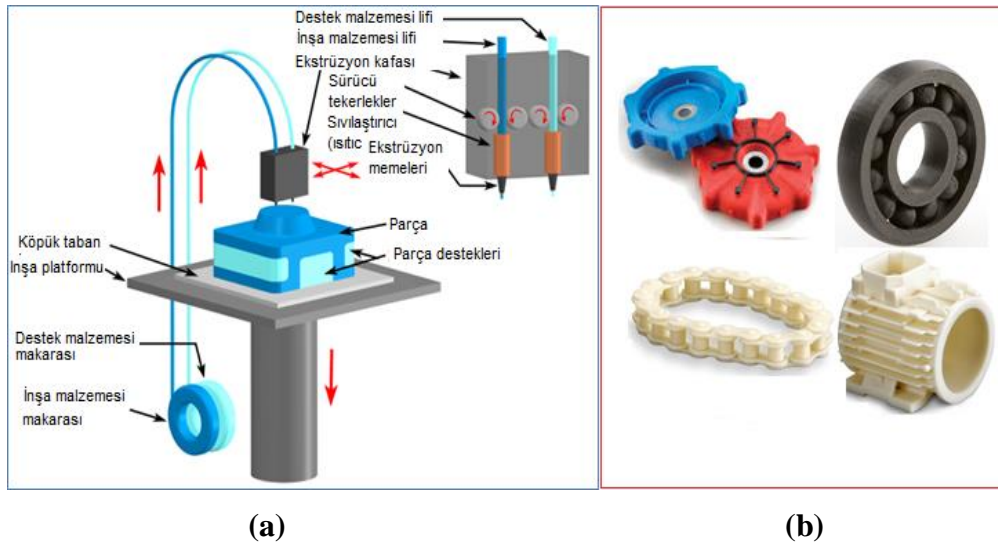 Destek malzemesi lifi
İnşa malzemesi lifi
Ekstrüzyon kafası
Sürücü
tekerlekler
Sıvılaştırıcı
(ısıtıc
Ekstrüzyon
memeleri
Parça
Köpük taban
Parça destekleri
İnşa platformu
Destek malzemesi
makarası
İnşa malzemesi
makarası
(a)
(b)